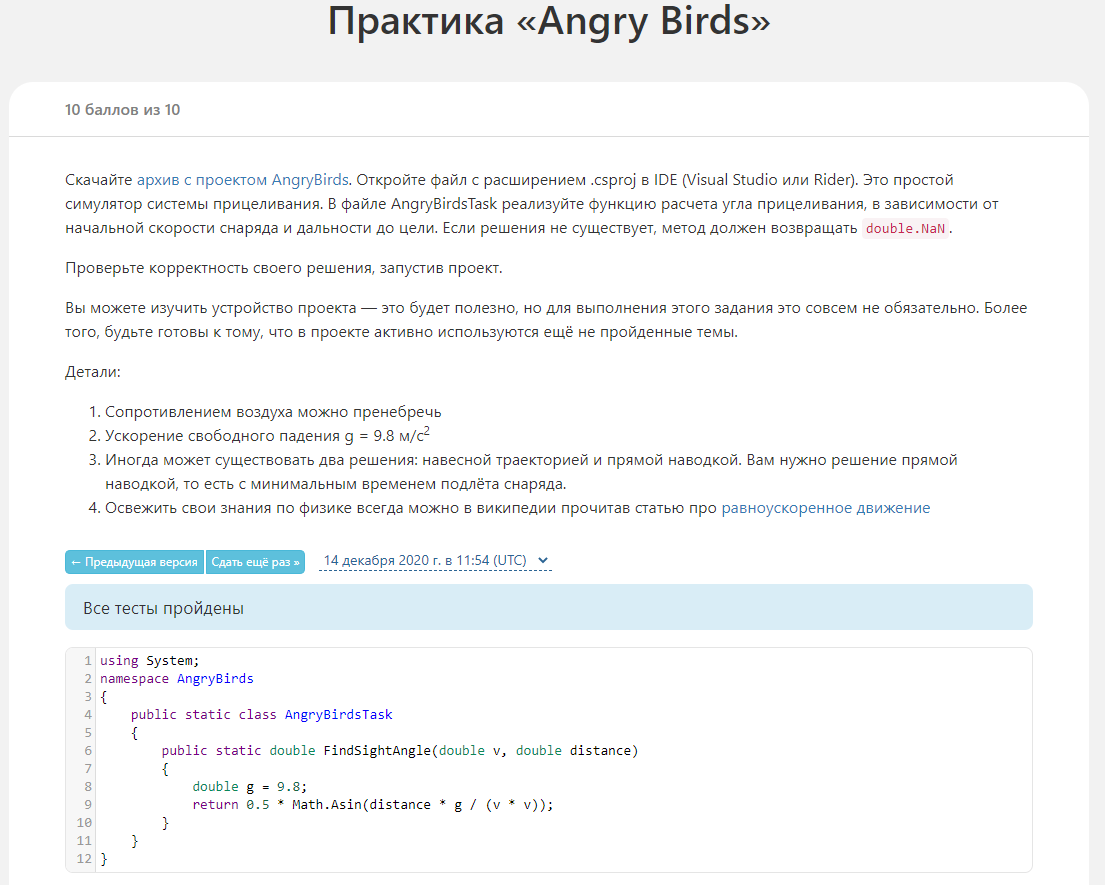 Практика «Angry Birds»
10 баллов из 10
Скачайте архив с проектом AngryBirds. Откройте файл с расширением .csproj в IDE (Visual Studio или Rider). Это простой
симулятор системы прицеливания. В файле AngryBirdsTask реализуйте функцию расчета угла прицеливания, в зависимости от
начальной скорости снаряда и дальности до цели. Если решения не существует, метод должен возвращать double.NaN.
Проверьте корректность своего решения, запустив проект.
Вы можете изучить устройство проекта — это будет полезно, но для выполнения этого задания это совсем не обязательно. Более
того, будьте готовы к тому, что в проекте активно используются ещё не пройденные темы.
Детали:
1. Сопротивлением воздуха можно пренебречь
2. Ускорение свободного падения g = 9.8 м/с²
3. Иногда может существовать два решения: навесной траекторией и прямой наводкой. Вам нужно решение прямой
наводкой, то есть с минимальным временем подлёта снаряда.
4. Освежить свои знания по физике всегда можно в википедии прочитав статью про равноускоренное движение
← Предыдущая версия Сдать ещё раз » 14 декабря 2020 г. в 11:54 (UTC)
Все тесты пройдены
1 using System;
2 namespace AngryBirds
3 {
4     public static class AngryBirdsTask
5     {
6         public static double FindSightAngle(double v, double distance)
7         {
8             double g = 9.8;
9             return 0.5 * Math.Asin(distance * g / (v * v));
10         }
11     }
12 }